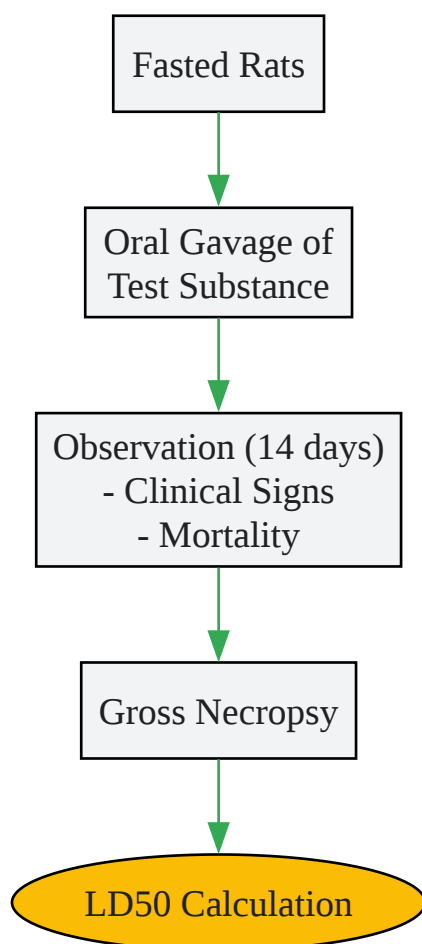 Fasted Rats
Oral Gavage of
Test Substance
Observation (14 days)
- Clinical Signs
- Mortality
Gross Necropsy
LD50 Calculation